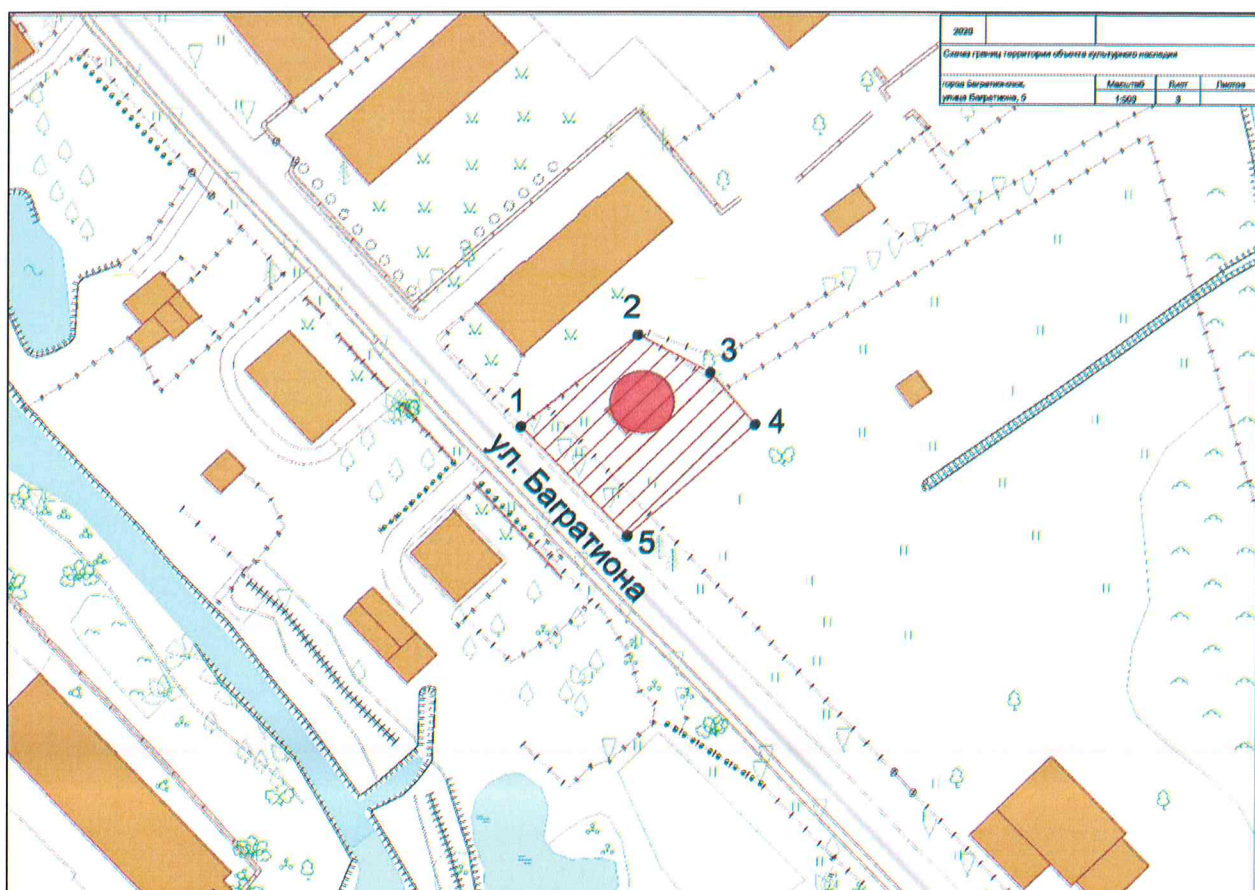 2020
Схема границ территории объекта культурного наследия
город Багратионовск,
улица Багратиона, 5
Масштаб
Лист
Листов
1:500
3
2
3
1
4
ул. Багратиона
5